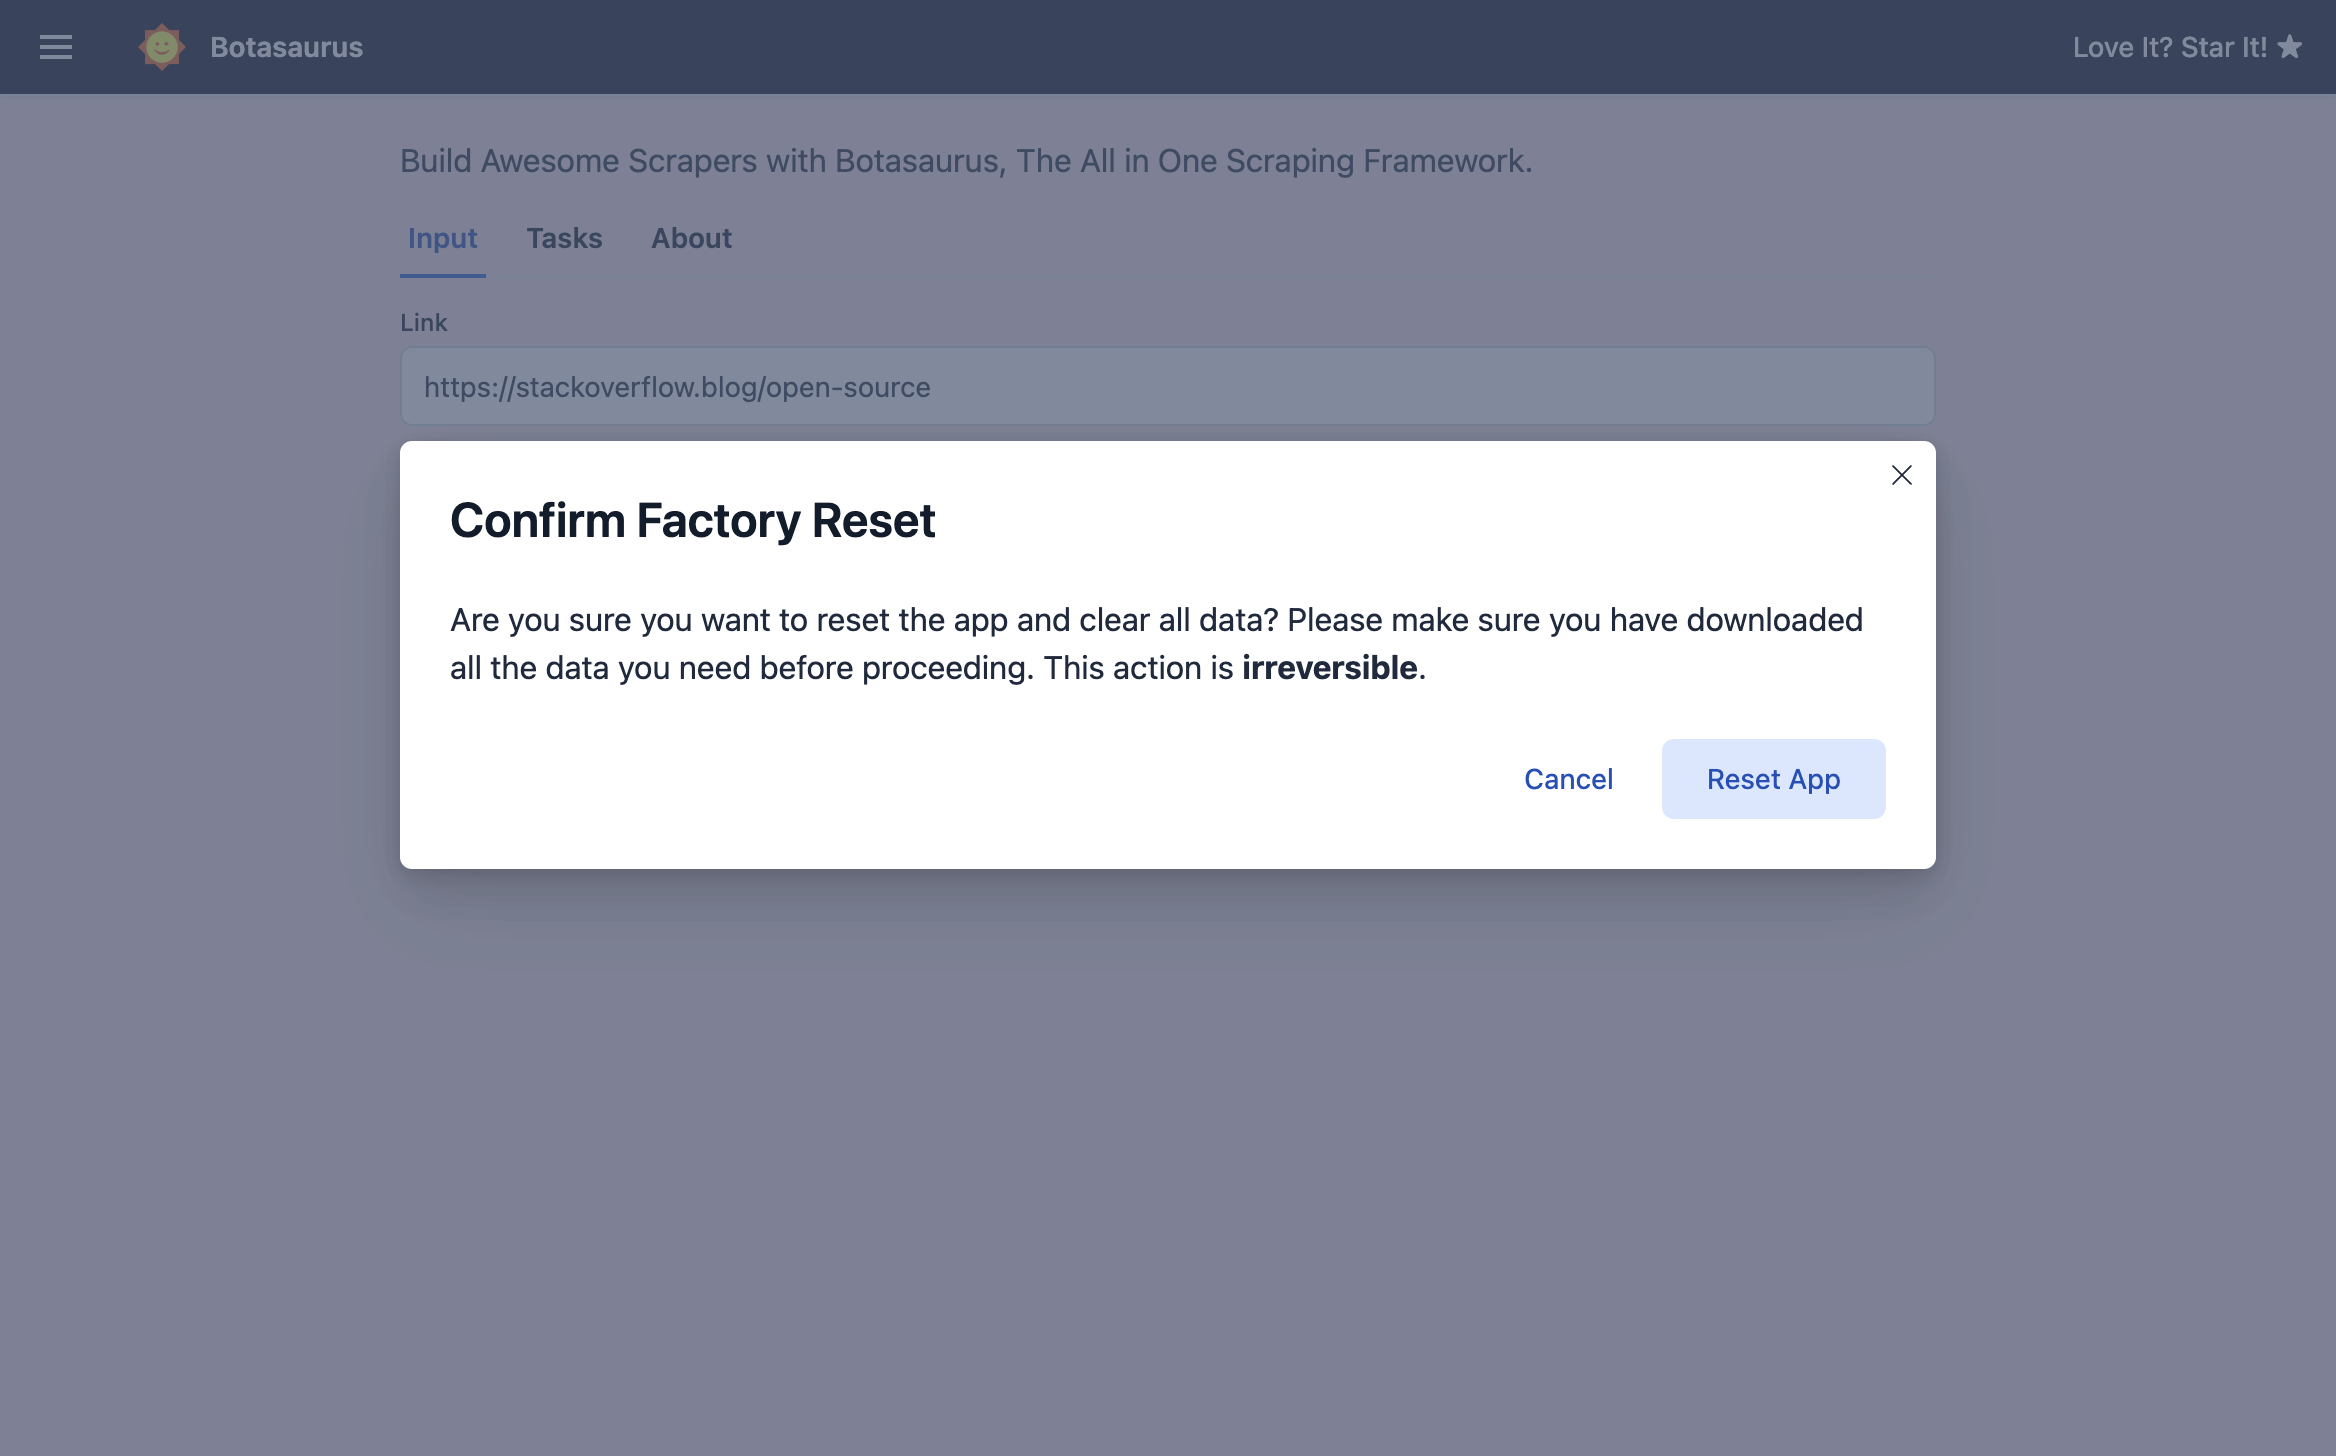 Botasaurus
Love It? Star It!
Build Awesome Scrapers with Botasaurus, The All in One Scraping Framework.
Input Tasks About
Link
https://stackoverflow.blog/open-source
Confirm Factory Reset
Are you sure you want to reset the app and clear all data? Please make sure you have downloaded
all the data you need before proceeding. This action is irreversible.
Cancel Reset App